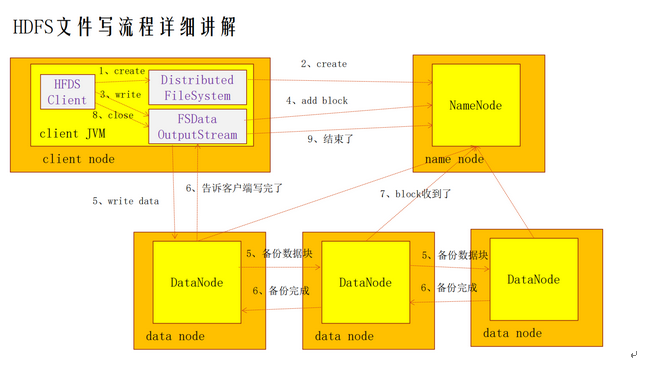 HDFS文件写流程详细讲解
1、create
2、create
HFDS
Client
Distributed
FileSystem
3、write
4、add block
NameNode
8、close
FSData
OutputStream
client JVM
9、结束了
client node
name node
6、告诉客户端写完了
7、block收到了
5、write data
5、备份数据块
5、备份数据块
DataNode
DataNode
DataNode
6、备份完成
6、备份完成
data node
data node
data node